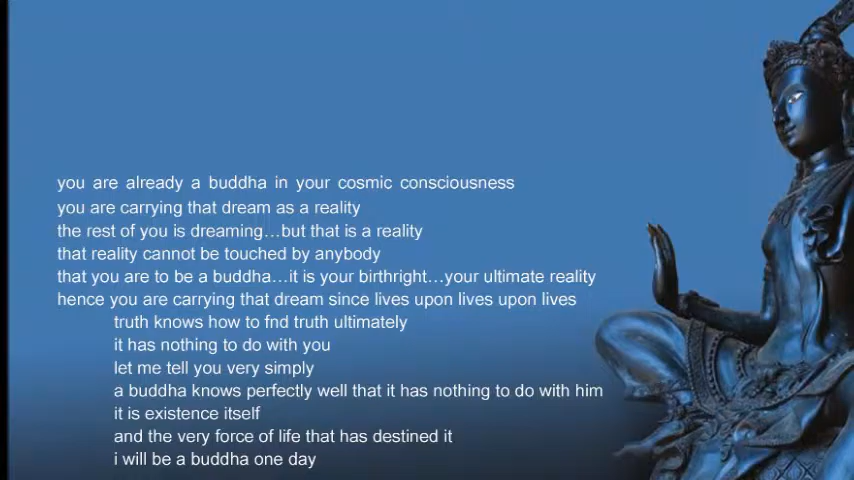 you are already a buddha in your cosmic consciousness
you are carrying that dream as a reality
the rest of you is dreaming…but that is a reality
that reality cannot be touched by anybody
that you are to be a buddha…it is your birthright…your ultimate reality
hence you are carrying that dream since lives upon lives upon lives
truth knows how to fnd truth ultimately
it has nothing to do with you
let me tell you very simply
a buddha knows perfectly well that it has nothing to do with him
it is existence itself
and the very force of life that has destined it
i will be a buddha one day